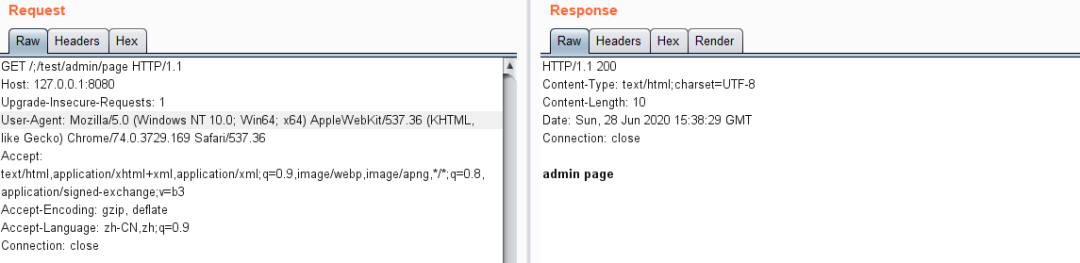 Request
Raw Headers Hex
GET /;/test/admin/page HTTP/1.1
Host: 127.0.0.1:8080
Upgrade-Insecure-Requests: 1
User-Agent: Mozilla/5.0 (Windows NT 10.0; Win64; x64) AppleWebKit/537.36 (KHTML,
like Gecko) Chrome/74.0.3729.169 Safari/537.36
Accept:
text/html,application/xhtml+xml,application/xml;q=0.9,image/webp,image/apng,*/*;q=0.8,
application/signed-exchange;v=b3
Accept-Encoding: gzip, deflate
Accept-Language: zh-CN,zh;q=0.9
Connection: close
Response
Raw Headers Hex Render
HTTP/1.1 200
Content-Type: text/html;charset=UTF-8
Content-Length: 10
Date: Sun, 28 Jun 2020 15:38:29 GMT
Connection: close
admin page